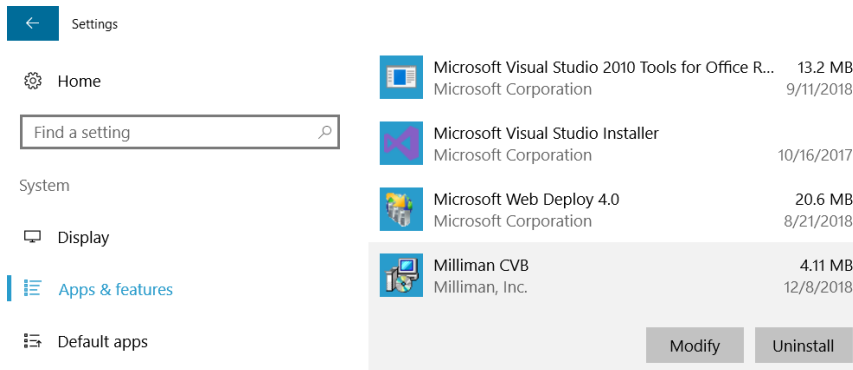 Settings
Home
Find a setting
System
Display
Apps & features
Default apps
Microsoft Visual Studio 2010 Tools for Office R... 13.2 MB
Microsoft Corporation 9/11/2018
Microsoft Visual Studio Installer
Microsoft Corporation 10/16/2017
Microsoft Web Deploy 4.0 20.6 MB
Microsoft Corporation 8/21/2018
Milliman CVB 4.11 MB
Milliman, Inc. 12/8/2018
Modify Uninstall